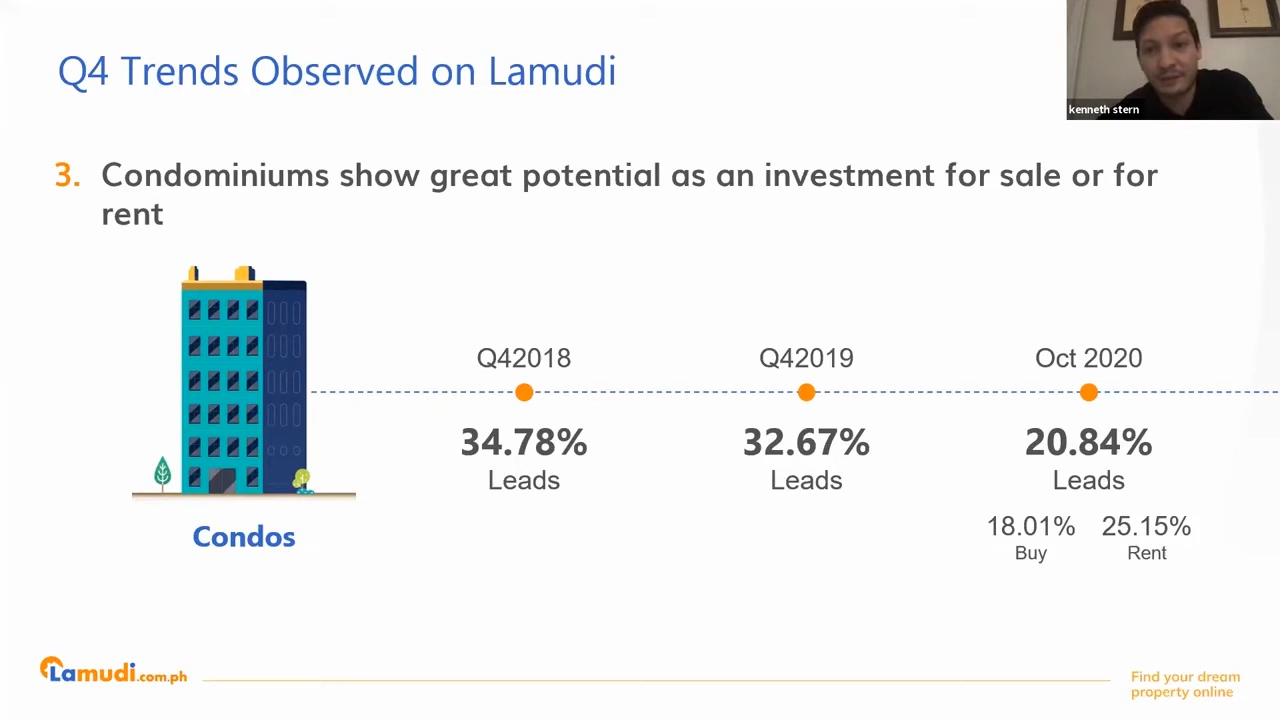 Q4 Trends Observed on Lamudi
kenneth stern
3. Condominiums show great potential as an investment for sale or for
rent
Q42018
Q42019
Oct 2020
34.78%
32.67%
20.84%
Leads
Leads
Leads
18.01%
25.15%
Buy
Rent
Condos
Lamudi.com.ph
Find your dream
property online